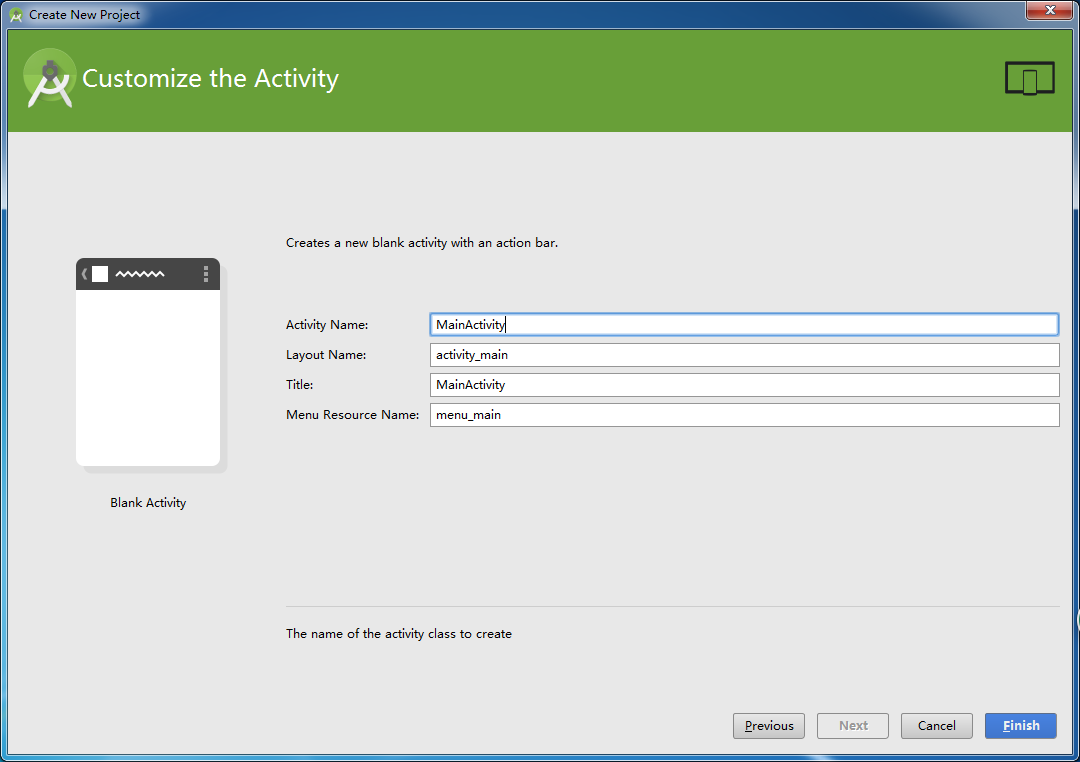 Create New Project
Customize the Activity
Creates a new blank activity with an action bar.
Activity Name: MainActivity
Layout Name: activity_main
Title: MainActivity
Menu Resource Name: menu_main
Blank Activity
The name of the activity class to create
Previous Next Cancel Finish